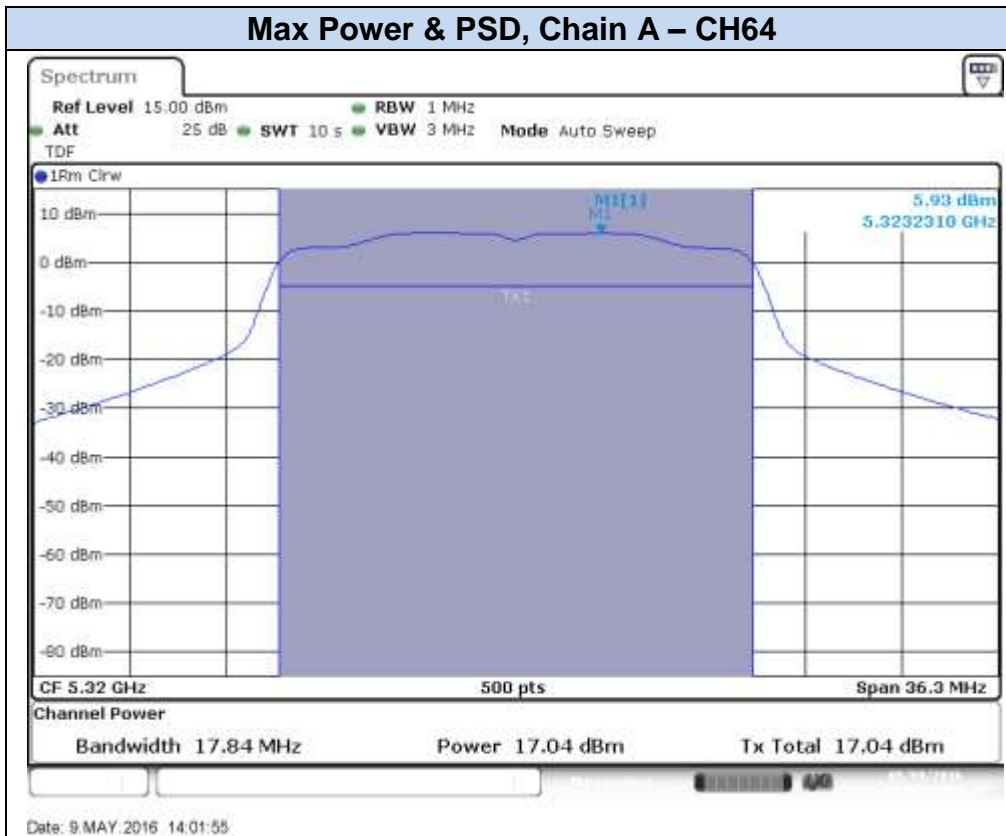 Max Power & PSD, Chain A – CH64
Spectrum
Ref Level 15.00 dBm RBW 1 MHz
Att 25 dB SWT 10 s VBW 3 MHz Mode Auto Sweep
TDF
1Rm Clrw
M1[1] 5.93 dBm
M1 5.3232310 GHz
10 dBm
0 dBm
Tx1
-10 dBm
-20 dBm
-30 dBm
-40 dBm
-50 dBm
-60 dBm
-70 dBm
-80 dBm
CF 5.32 GHz 500 pts Span 36.3 MHz
Channel Power
Bandwidth 17.84 MHz Power 17.04 dBm Tx Total 17.04 dBm
Date: 9.MAY.2016 14:01:55